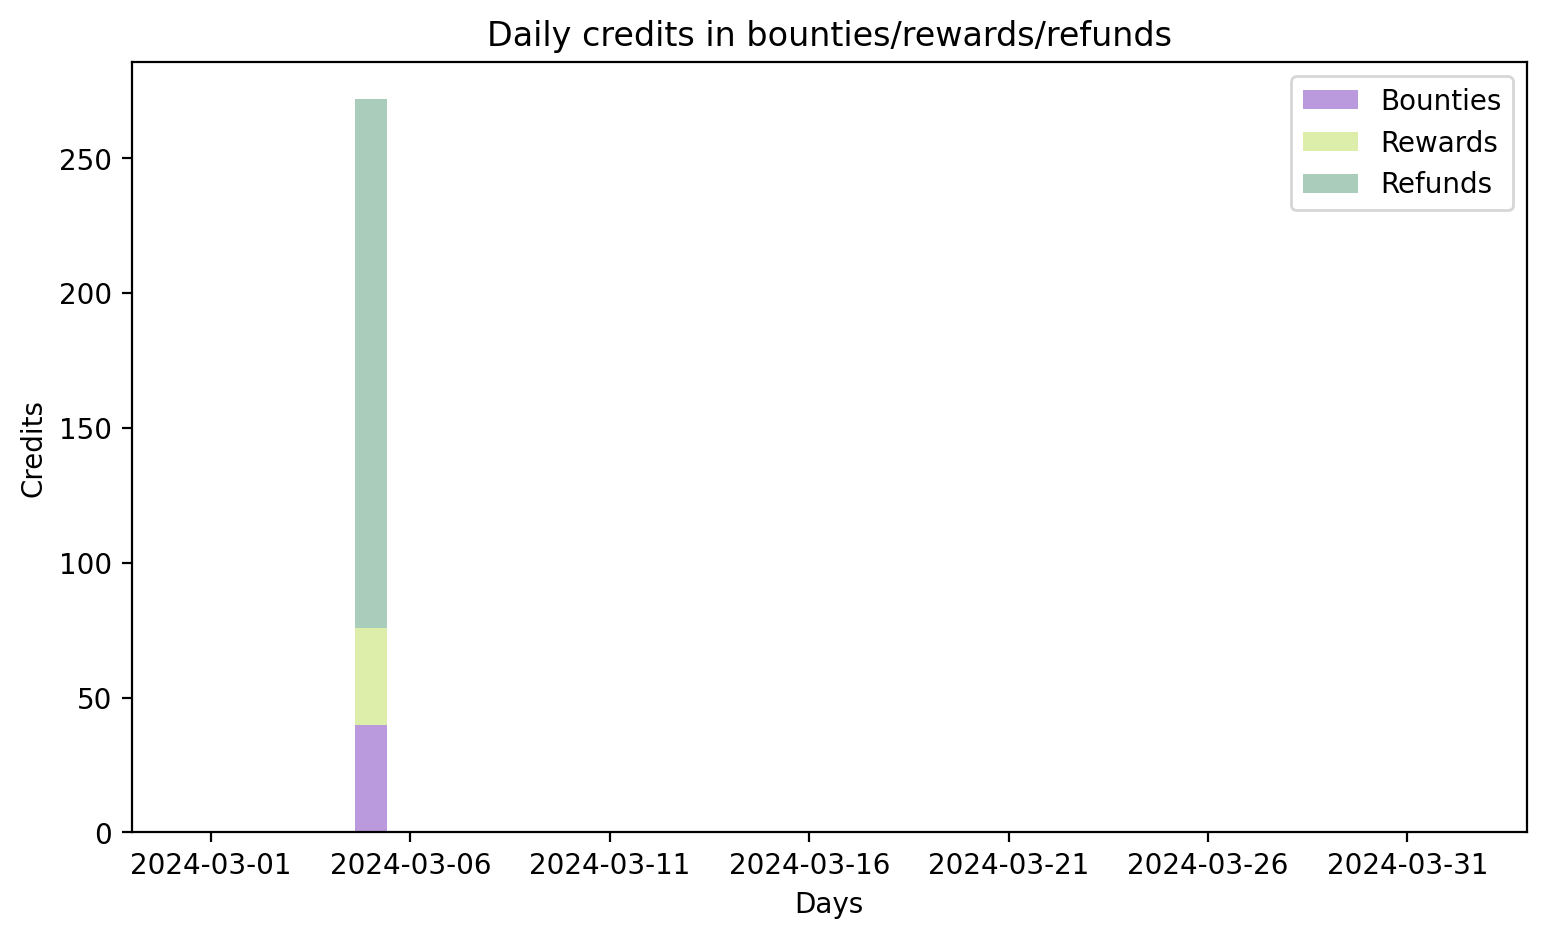 Daily credits in bounties/rewards/refunds
Bounties
Rewards
Refunds
250
200
150
100
50
0
Credits
2024-03-01 2024-03-06 2024-03-11 2024-03-16 2024-03-21 2024-03-26 2024-03-31
Days